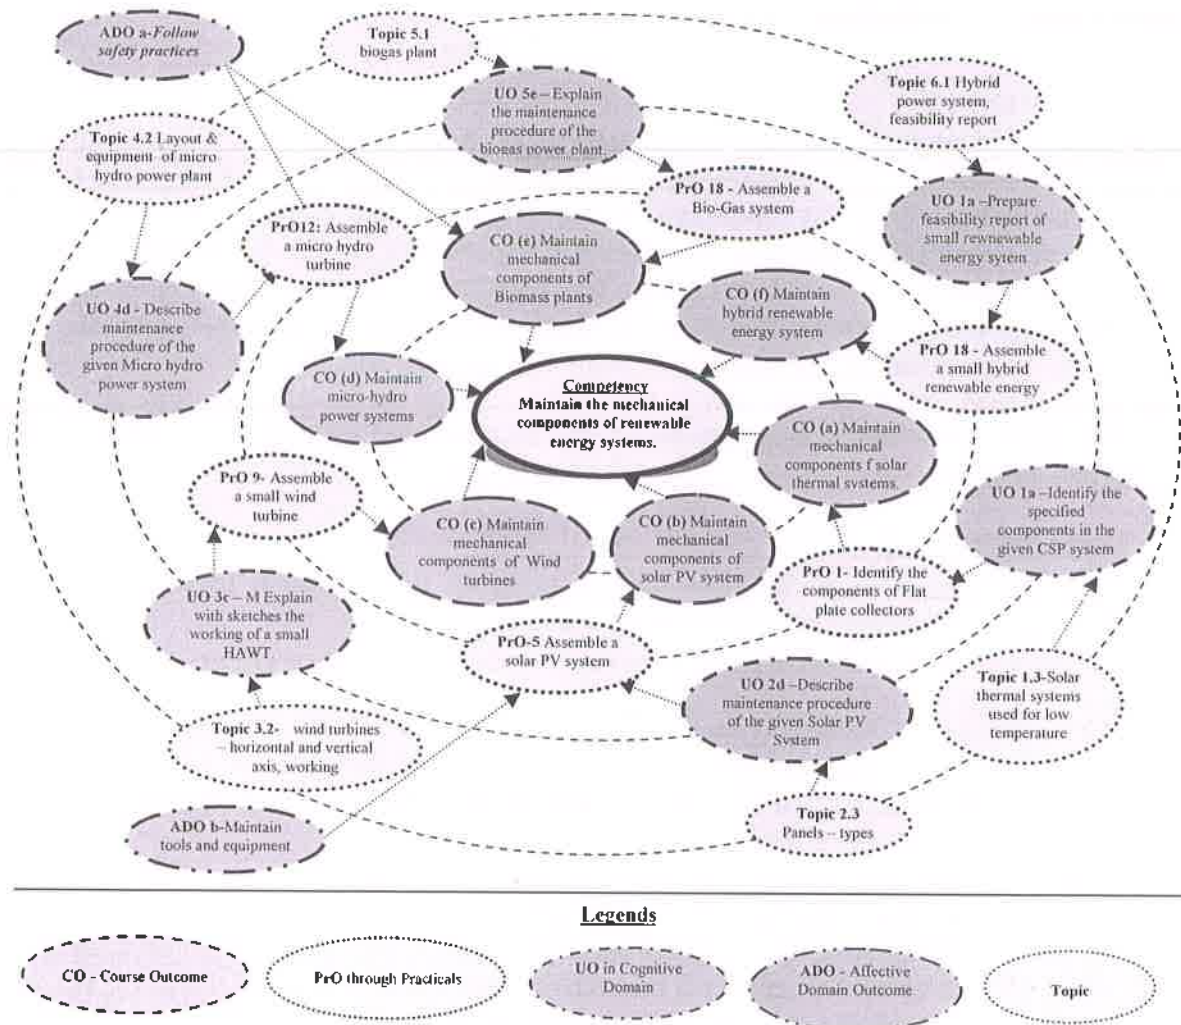 ADO a-Follow
safety practices
Topic 5.1
biogas plant
Topic 6.1 Hybrid
power system,
feasibility report
UO 5e – Explain
the maintenance
procedure of the
biogas power plant.
Topic 4.2 Layout &
equipment of micro
hydro power plant
PrO 18 - Assemble a
Bio-Gas system
UO 1a –Prepare
feasibility report of
small rewnewable
energy sytem
PrO12: Assemble
a micro hydro
turbine
CO (e) Maintain
mechanical
components of
Biomass plants
CO (f) Maintain
hybrid renewable
energy system
UO 4d - Describe
maintenance
procedure of the
given Micro hydro
power system
PrO 18 - Assemble
a small hybrid
renewable energy
CO (d) Maintain
micro-hydro
power systems
Competency
Maintain the mechanical
components of renewable
energy systems.
CO (a) Maintain
mechanical
components f solar
thermal systems.
PrO 9- Assemble
a small wind
turbine
UO 1a –Identify the
specified
components in the
given CSP system
CO (c) Maintain
mechanical
components of Wind
turbines
CO (b) Maintain
mechanical
components of
solar PV system
PrO 1- Identify the
components of Flat
plate collectors
UO 3c – M Explain
with sketches the
working of a small
HAWT.
PrO-5 Assemble a
solar PV system
UO 2d –Describe
maintenance procedure
of the given Solar PV
System
Topic 1.3-Solar
thermal systems
used for low
temperature
Topic 3.2- wind turbines
– horizontal and vertical
axis, working
Topic 2.3
Panels – types
ADO b-Maintain
tools and equipment
Legends
CO - Course Outcome
PrO through Practicals
UO in Cognitive
Domain
ADO - Affective
Domain Outcome
Topic